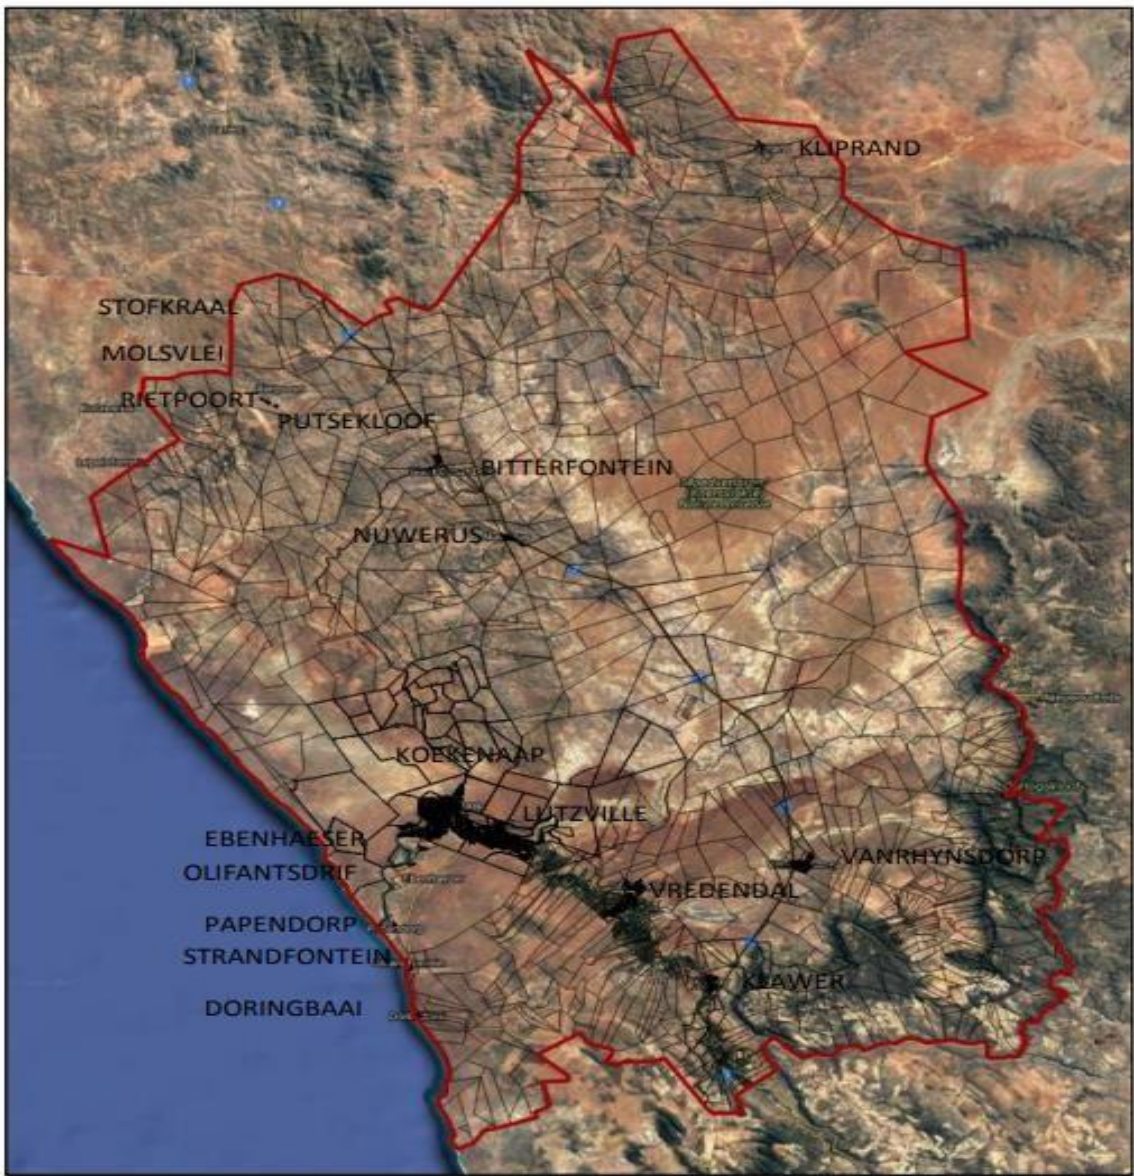 KLIPRAND
STOFKRAAL
MOLSVLEI
RIETPOORT
PUTSEKLOOF
BITTERFONTEIN
NUWERUS
KOEKENAAP
LUTZVILLE
EBENHAESER
VANRHYNSDORP
OLIFANTSDRIF
VREDENDAL
PAPENDORP
STRANDFONTEIN
KLAWER
DORINGBAAI